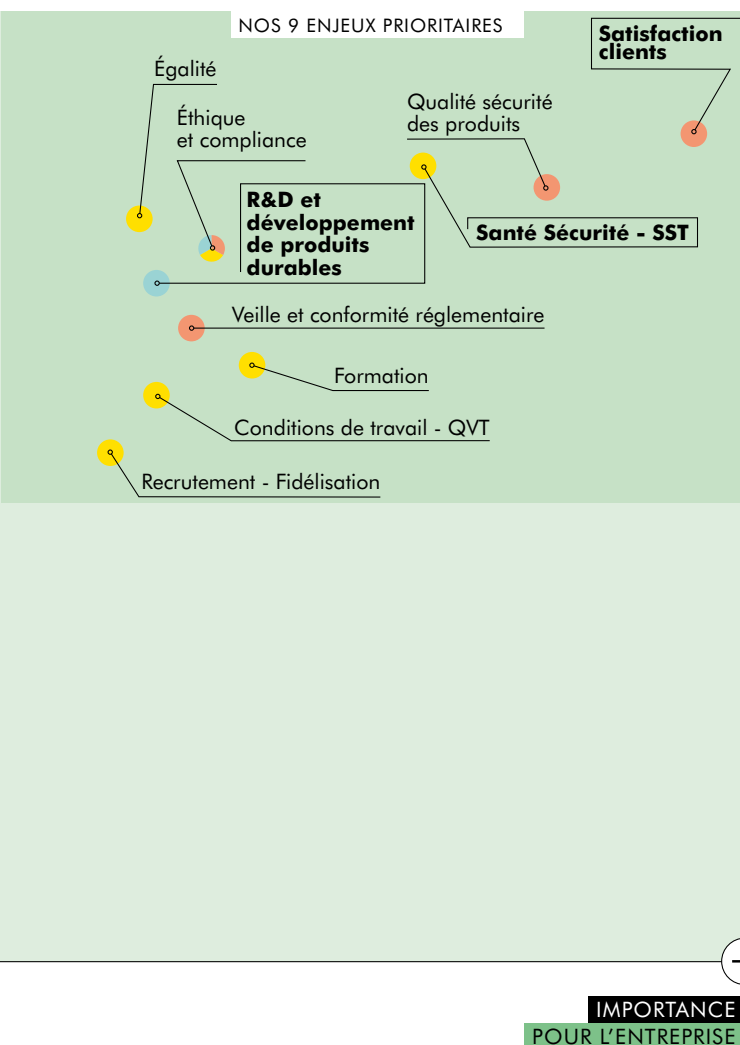 NOS 9 ENJEUX PRIORITAIRES
Satisfaction
clients
Égalité
Qualité sécurité
des produits
Éthique
et compliance
R&D et
développement
de produits
durables
Santé Sécurité - SST
Veille et conformité réglementaire
Formation
Conditions de travail - QVT
Recrutement - Fidélisation
IMPORTANCE
POUR L'ENTREPRISE